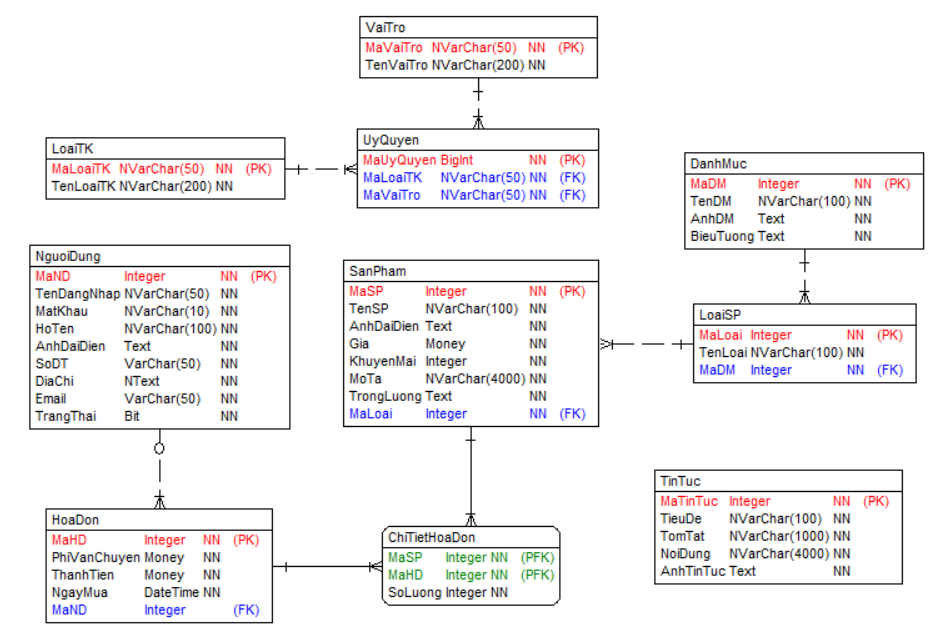 VaiTro
MaVaiTro NVarChar(50) NN (PK)
TenVaiTro NVarChar(200) NN
LoaiTK
MaLoaiTK NVarChar(50) NN (PK)
TenLoaiTK NVarChar(200) NN
UyQuyen
MaUyQuyen BigInt NN (PK)
MaLoaiTK NVarChar(50) NN (FK)
MaVaiTro NVarChar(50) NN (FK)
DanhMuc
MaDM Integer NN (PK)
TenDM NVarChar(100) NN
AnhDM Text NN
BieuTuong Text NN
NguoiDung
MaND Integer NN (PK)
TenDangNhap NVarChar(50) NN
MatKhau NVarChar(10) NN
HoTen NVarChar(100) NN
AnhDaiDien Text NN
SoDT VarChar(50) NN
DiaChi NText NN
Email VarChar(50) NN
TrangThai Bit NN
SanPham
MaSP Integer NN (PK)
TenSP NVarChar(100) NN
AnhDaiDien Text NN
Gia Money NN
KhuyenMai Integer NN
MoTa NVarChar(4000) NN
TrongLuong Text NN
MaLoai Integer NN (FK)
LoaiSP
MaLoai Integer NN (PK)
TenLoai NVarChar(100) NN
MaDM Integer NN (FK)
HoaDon
MaHD Integer NN (PK)
PhiVanChuyen Money NN
ThanhTien Money NN
NgayMua DateTime NN
MaND Integer (FK)
ChiTietHoaDon
MaSP Integer NN (PFK)
MaHD Integer NN (PFK)
SoLuong Integer NN
TinTuc
MaTinTuc Integer NN (PK)
TieuDe NVarChar(100) NN
TomTat NVarChar(1000) NN
NoiDung NVarChar(4000) NN
AnhTinTuc Text NN